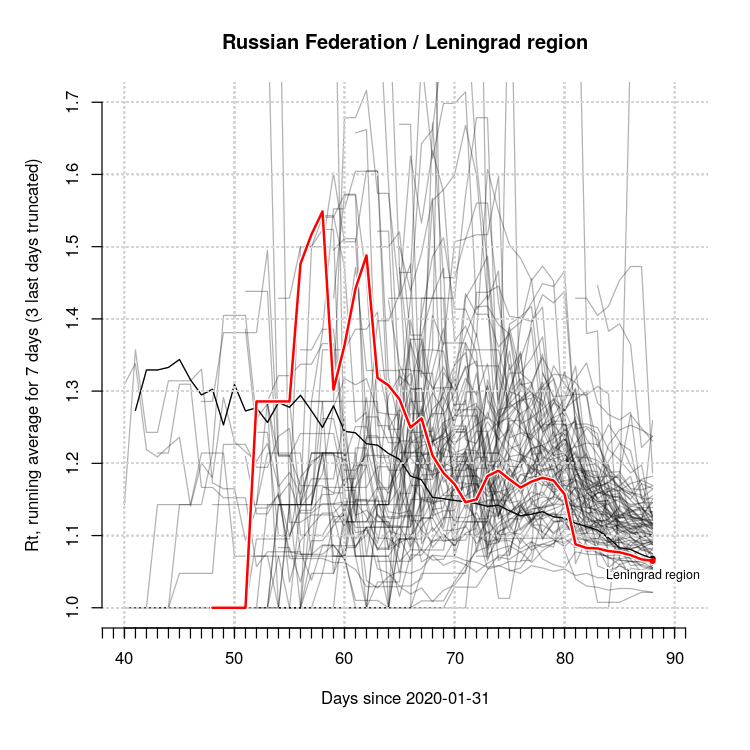 Russian Federation / Leningrad region
Rt, running average for 7 days (3 last days truncated)
1.7
1.6
1.5
1.4
1.3
1.2
1.1
1.0
Leningrad region
40 50 60 70 80 90
Days since 2020-01-31